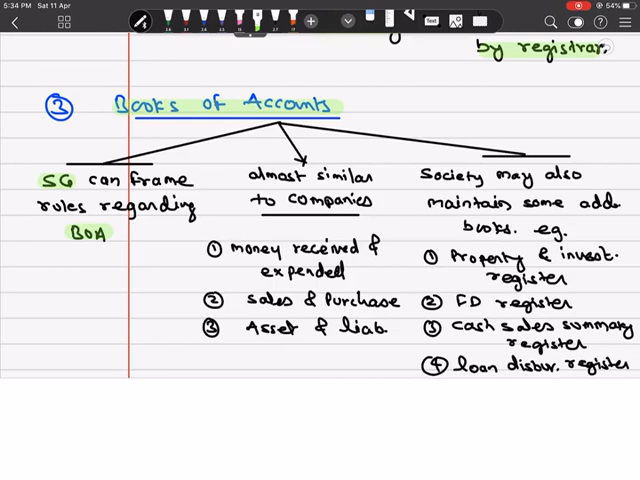 5:34 PM Sat 11 Apr
54%
Text
by registrar.
③ Books of Accounts
SG can frame
rules regarding
BOA
almost similar
to companies
① money received &
expended
② Sales & Purchase
③ Asset & liab.
Society may also
maintain some add.
books. eg.
① Property & invest.
register
② FD register
③ Cash sales summary
register
④ loan disbur. register